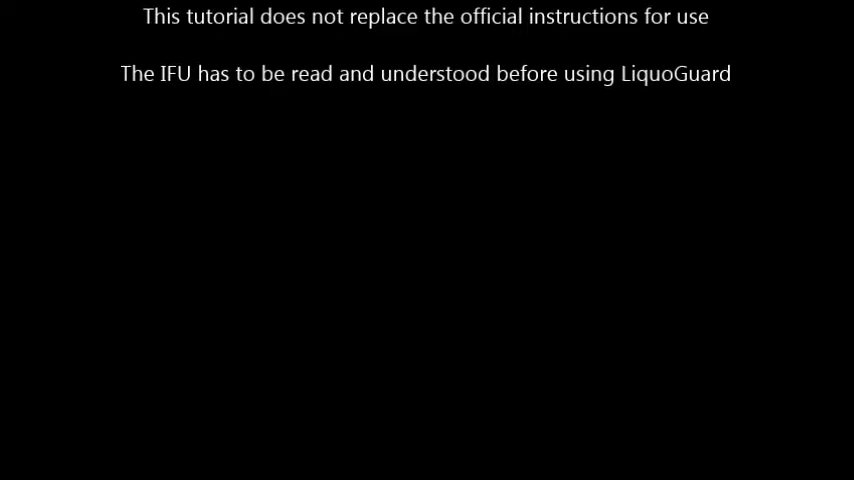 This tutorial does not replace the official instructions for use
The IFU has to be read and understood before using LiquoGuard